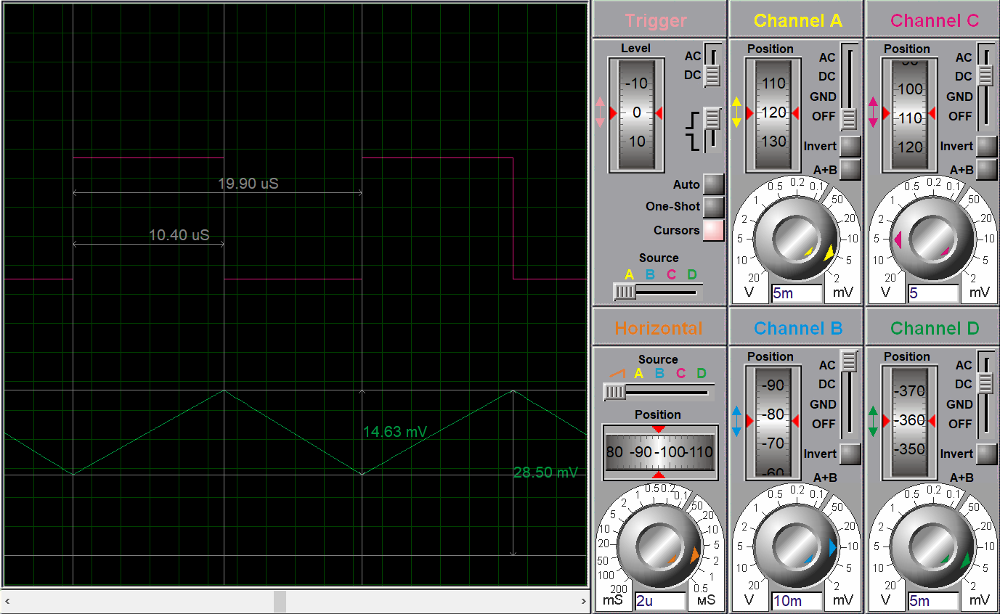 19.90 uS
10.40 uS
14.63 mV
28.50 mV
Trigger
Level
AC
DC
-10
0
10
Auto
One-Shot
Cursors
Source
A B C D
Channel A
Position
110
120
130
AC
DC
GND
OFF
Invert
A+B
20 10 5 2 1 0.5 0.2 0.1 50 20 10 5 2
V 5m mV
Channel C
Position
90
100
110
120
AC
DC
GND
OFF
Invert
A+B
20 10 5 2 1 0.5 0.2 0.1 50 20 10 5 2
V 5 mV
Horizontal
Source
A B C D
Position
80 -90 -100 -110
200 100 50 20 10 5 2 1 0.5 0.2 0.1 50 20 10 5 2 1 0.5
mS 2u мS
Channel B
Position
-90
-80
-70
-60
AC
DC
GND
OFF
Invert
A+B
20 10 5 2 1 0.5 0.2 0.1 50 20 10 5 2
V 10m mV
Channel D
Position
-370
-360
-350
AC
DC
GND
OFF
Invert
A+B
20 10 5 2 1 0.5 0.2 0.1 50 20 10 5 2
V 5m mV